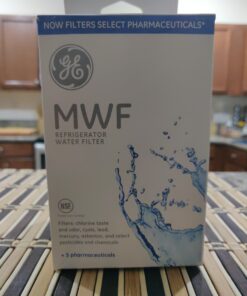 NOW FILTERS SELECT PHARMACEUTICALS*
GE
MWF
REFRIGERATOR
WATER FILTER
NSF
Filters chlorine taste
and odor, cysts, lead,
mercury, asbestos, and select
pesticides and chemicals
+ 5 pharmaceuticals